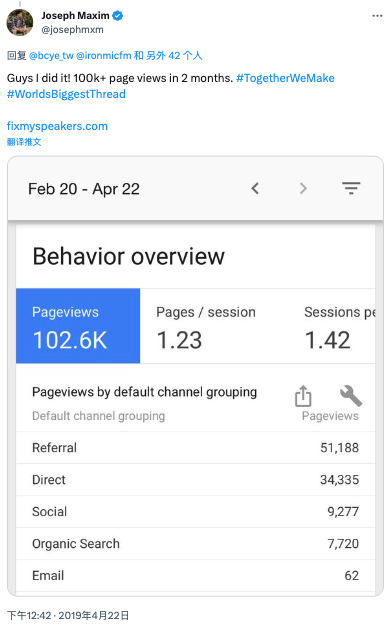 Joseph Maxim
@josephmxm
回复 @bcye_tw @ironmicfm 和 另外 42 个人
Guys I did it! 100k+ page views in 2 months. #TogetherWeMake
#WorldsBiggestThread
fixmyspeakers.com
翻译推文
Feb 20 - Apr 22
Behavior overview
Pageviews Pages / session Sessions pe
102.6K 1.23 1.42
Pageviews by default channel grouping
Default channel grouping Pageviews
Referral 51,188
Direct 34,335
Social 9,277
Organic Search 7,720
Email 62
下午12:42 · 2019年4月22日